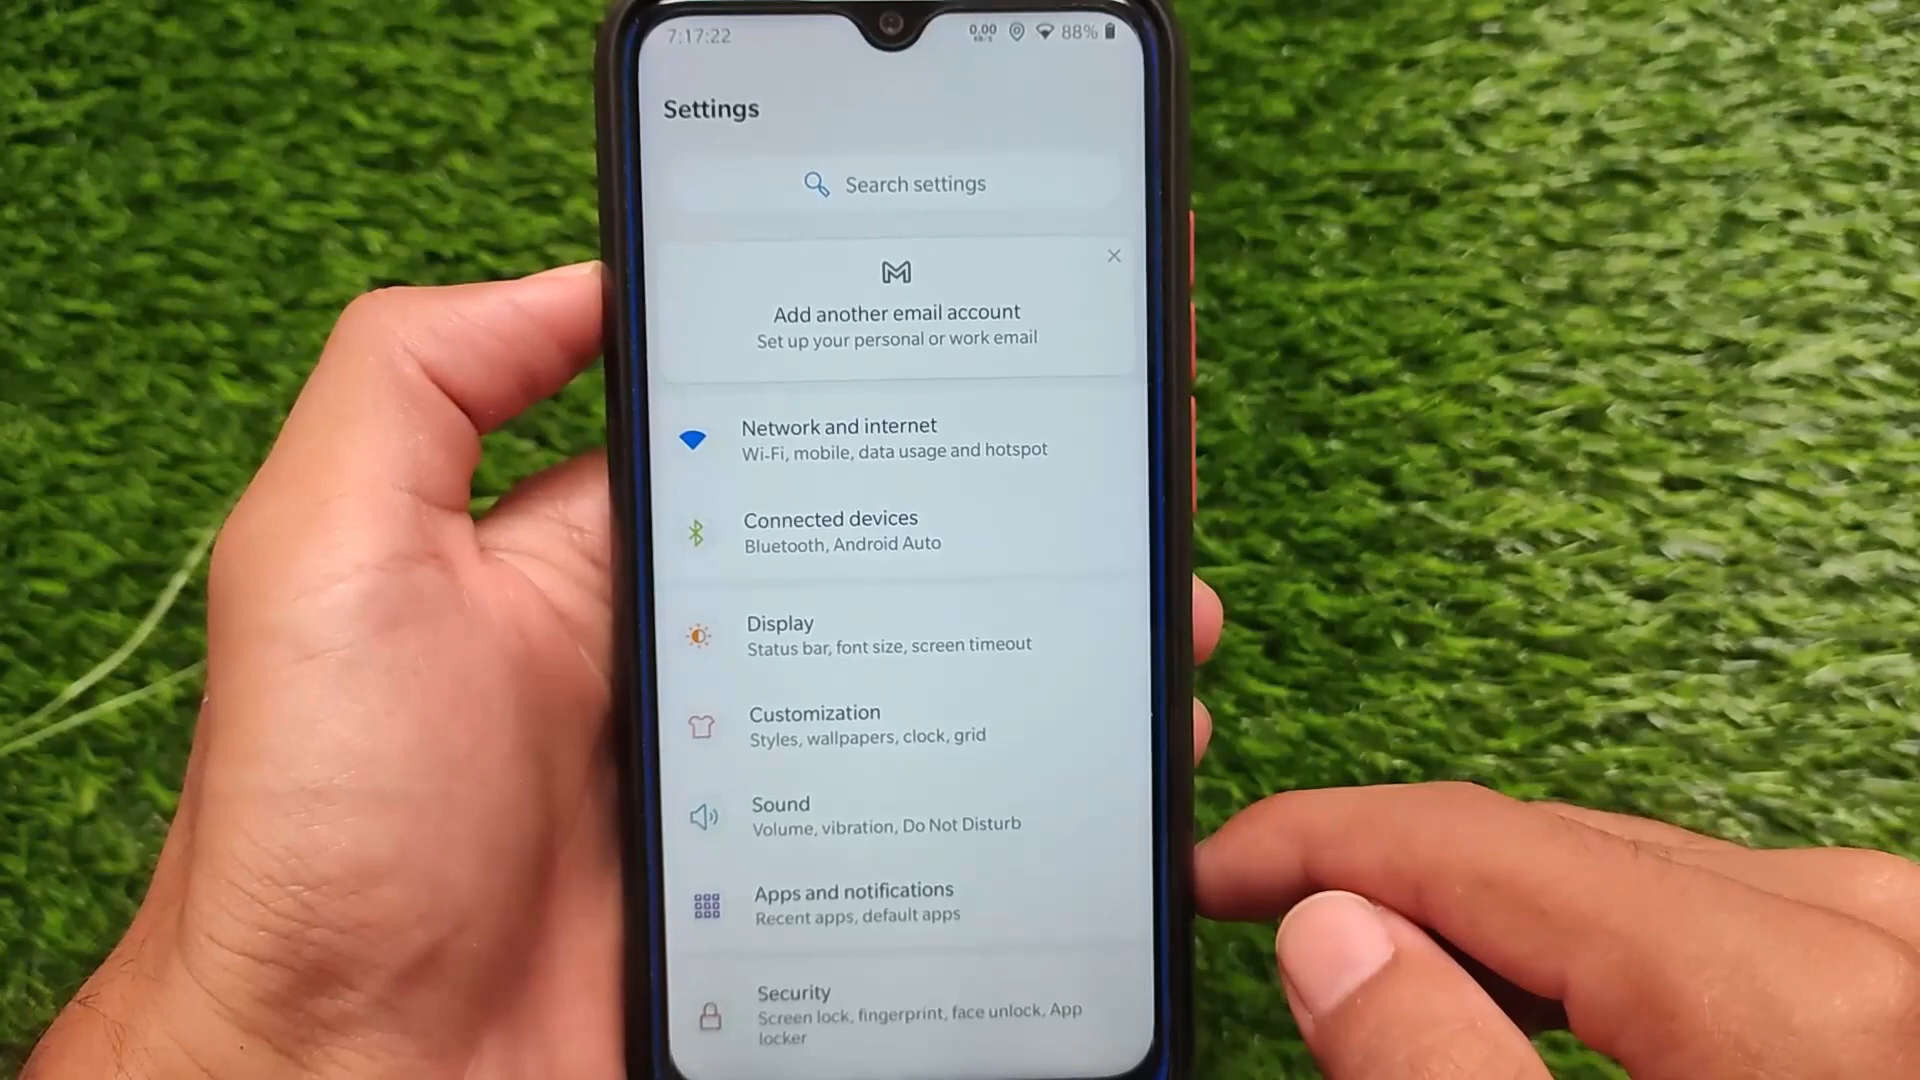 7:17:22
0.00
88%
Settings
Search settings
Add another email account
Set up your personal or work email
Network and internet
Wi-Fi, mobile, data usage and hotspot
Connected devices
Bluetooth, Android Auto
Display
Status bar, font size, screen timeout
Customization
Styles, wallpapers, clock, grid
Sound
Volume, vibration, Do Not Disturb
Apps and notifications
Recent apps, default apps
Security
Screen lock, fingerprint, face unlock, App
locker